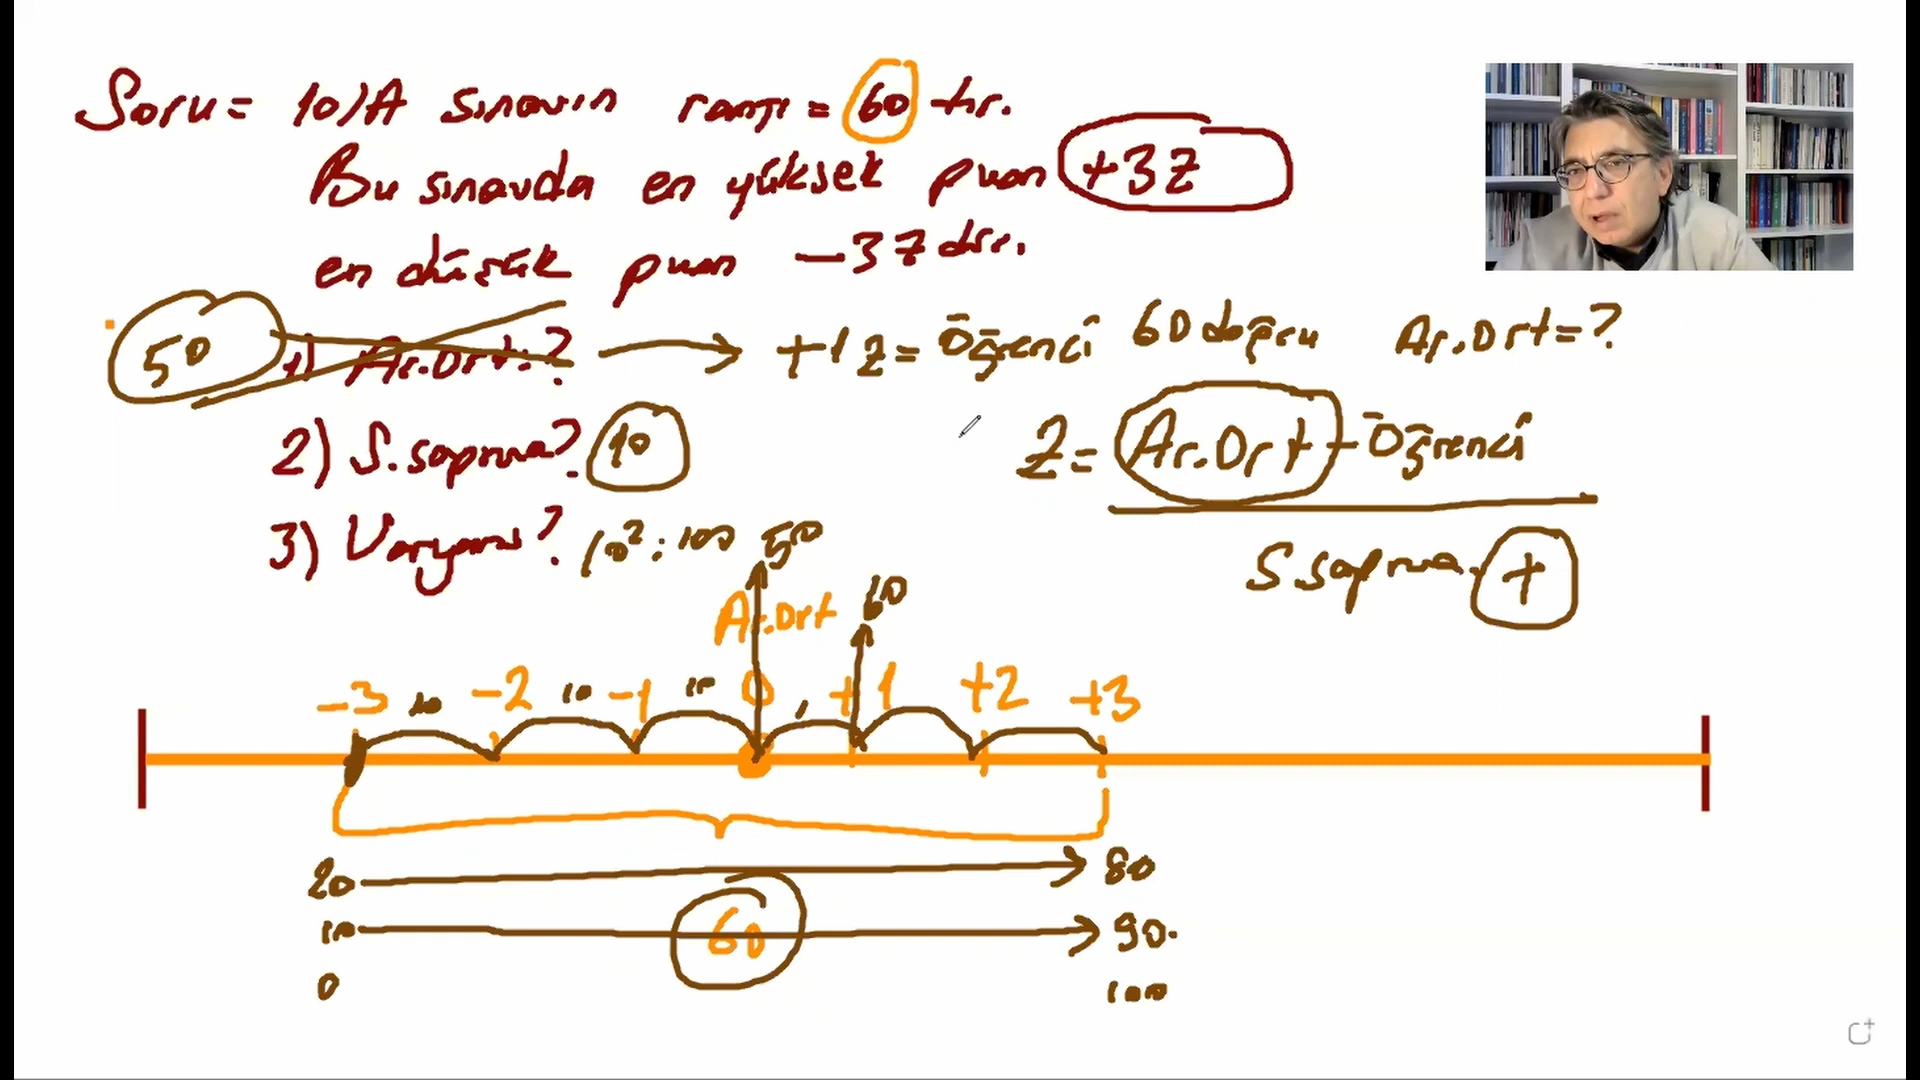 Soru = 10/A sınavın ranjı = 60 tır.
Bu sınavda en yüksek puan +3Z
en düşük puan -3Z dir.
50 1) Ar.Ort.? → +1 Z = Öğrenci 60 doğru Ar.Ort=?
2) S.sapma? 10
Z = Ar.Ort - Öğrenci
S sapma. +
3) Varyans? 10² : 100
50
Ar.Ort 60
-3 10 -2 10 -1 10 0 +1 +2 +3
20 → 80
10 → 90.
60
0 100